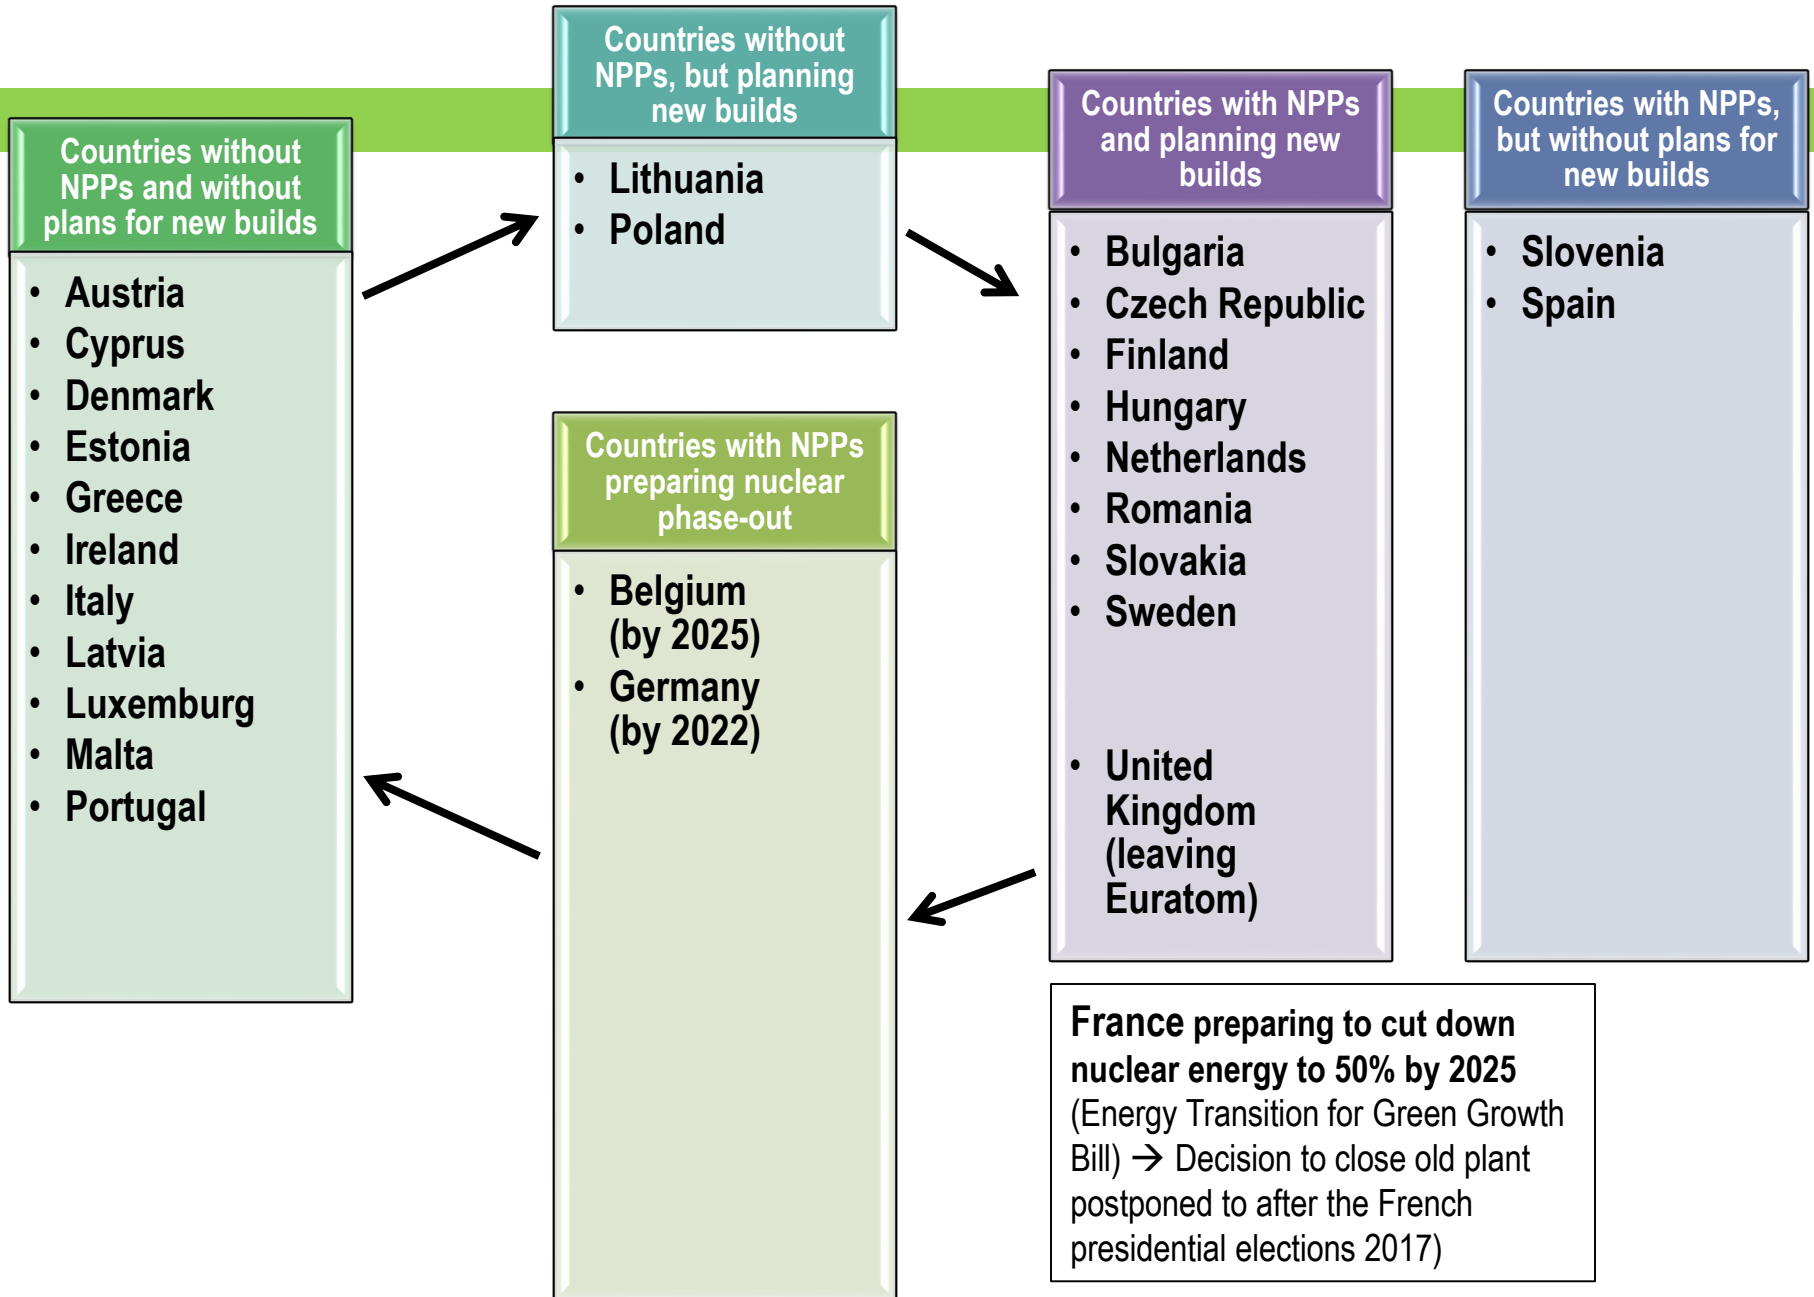 Countries without
NPPs and without
plans for new builds
• Austria
• Cyprus
• Denmark
• Estonia
• Greece
• Ireland
• Italy
• Latvia
• Luxemburg
• Malta
• Portugal
Countries without
NPPs, but planning
new builds
• Lithuania
• Poland
Countries with NPPs
preparing nuclear
phase-out
• Belgium
(by 2025)
• Germany
(by 2022)
Countries with NPPs
and planning new
builds
• Bulgaria
• Czech Republic
• Finland
• Hungary
• Netherlands
• Romania
• Slovakia
• Sweden
• United
Kingdom
(leaving
Euratom)
Countries with NPPs,
but without plans for
new builds
• Slovenia
• Spain
France preparing to cut down
nuclear energy to 50% by 2025
(Energy Transition for Green Growth
Bill) → Decision to close old plant
postponed to after the French
presidential elections 2017)